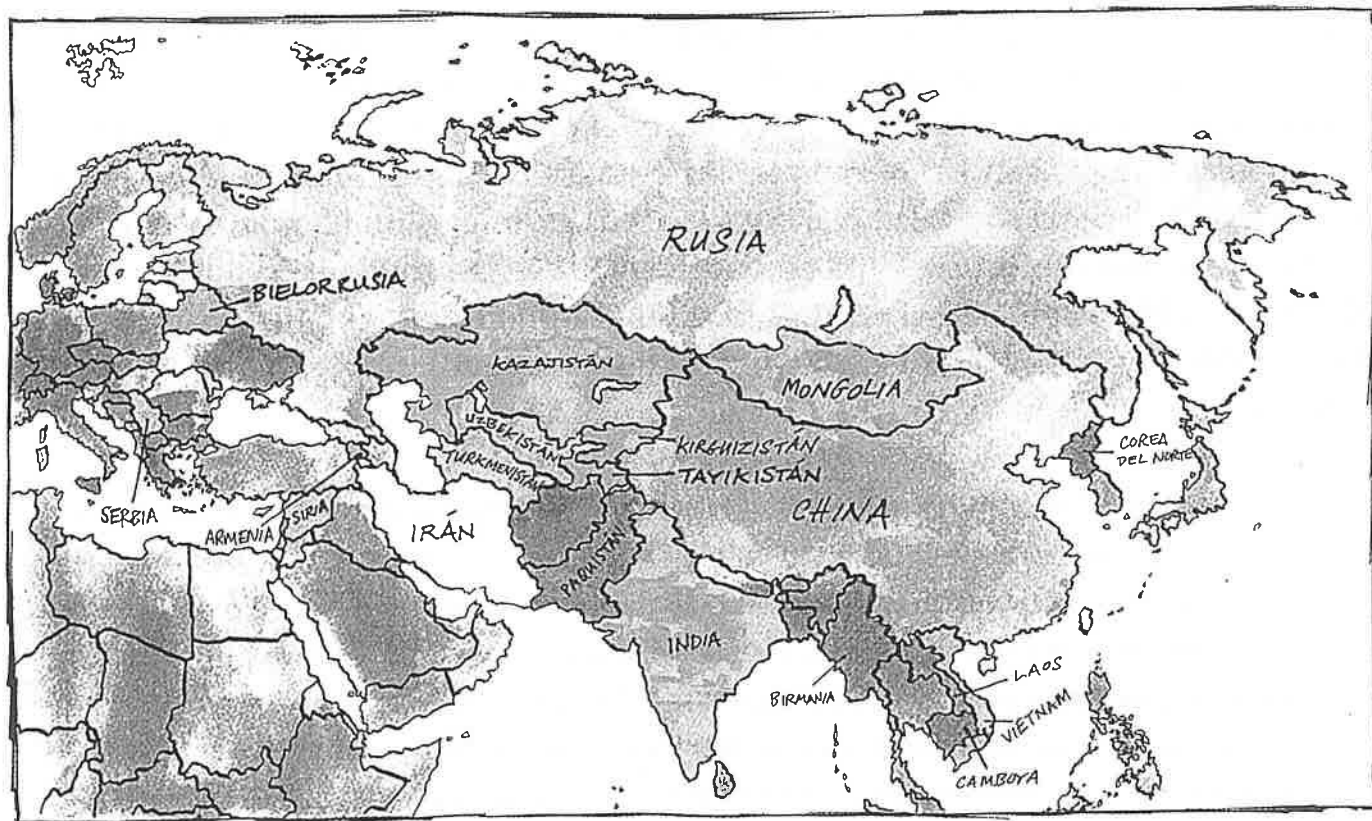 RUSIA
BIELORRUSIA
KAZAJISTÁN
MONGOLIA
UZBEKISTÁN
KIRGUIZISTÁN
COREA
DEL NORTE
TURKMENISTÁN
TAYIKISTÁN
SERBIA
SIRIA
ARMENIA
IRÁN
CHINA
PAQUISTÁN
INDIA
LAOS
BIRMANIA
VIETNAM
CAMBOYA